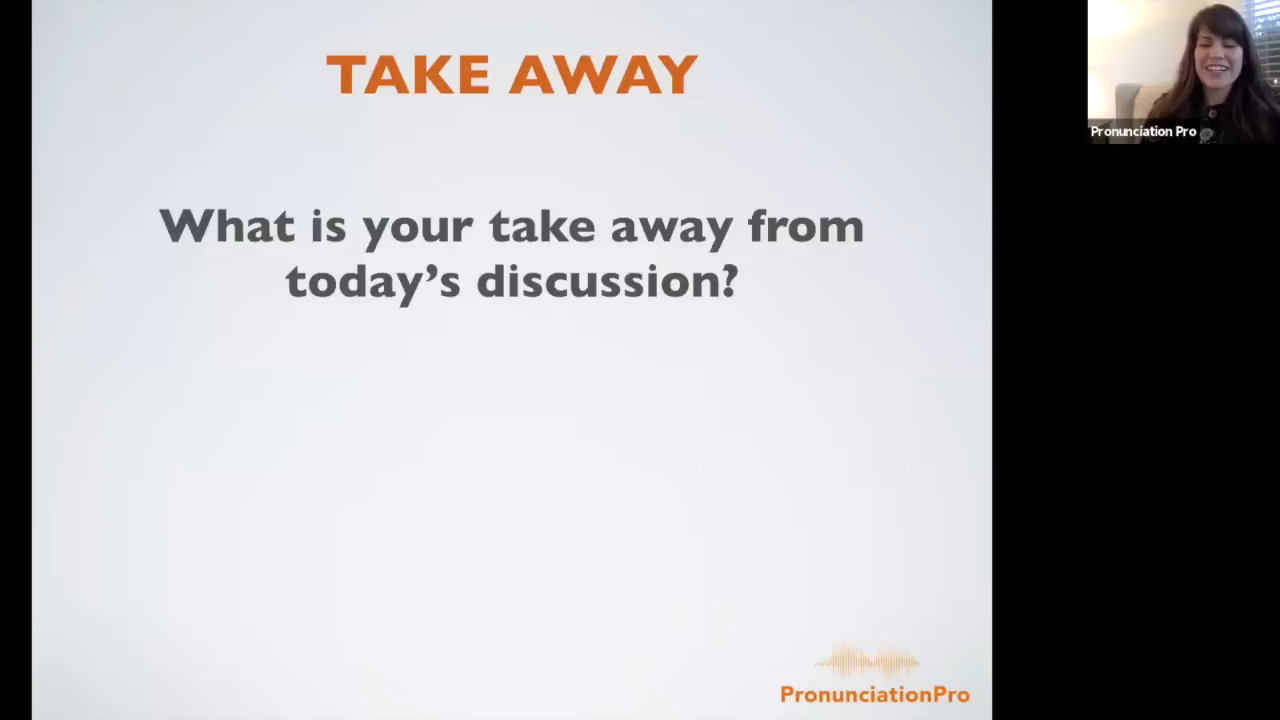 TAKE AWAY
What is your take away from
today’s discussion?
Pronunciation Pro
PronunciationPro